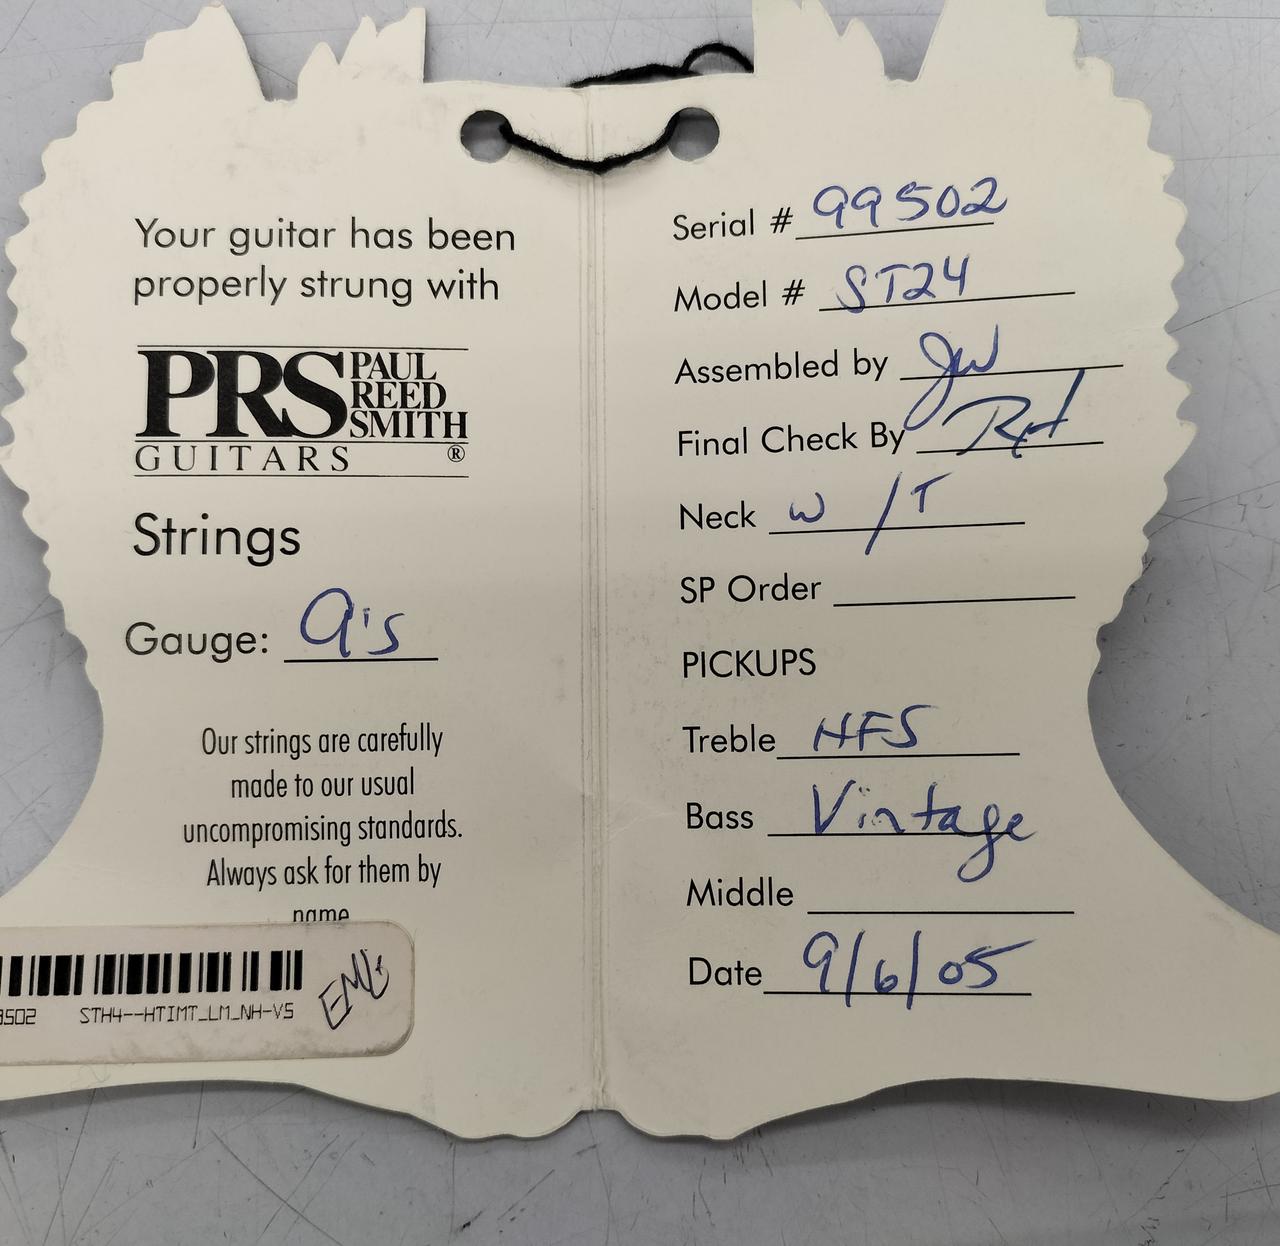 Your guitar has been
properly strung with
PRS PAUL
REED
SMITH
GUITARS ®
Strings
Gauge: 9's
Our strings are carefully
made to our usual
uncompromising standards.
Always ask for them by
name
9502 STH4--HTIMT_LM_NH-VS
EMG
Serial # 99502
Model # ST24
Assembled by JW
Final Check By
Neck W / T
SP Order
PICKUPS
Treble HFS
Bass Vintage
Middle
Date 9/6/05